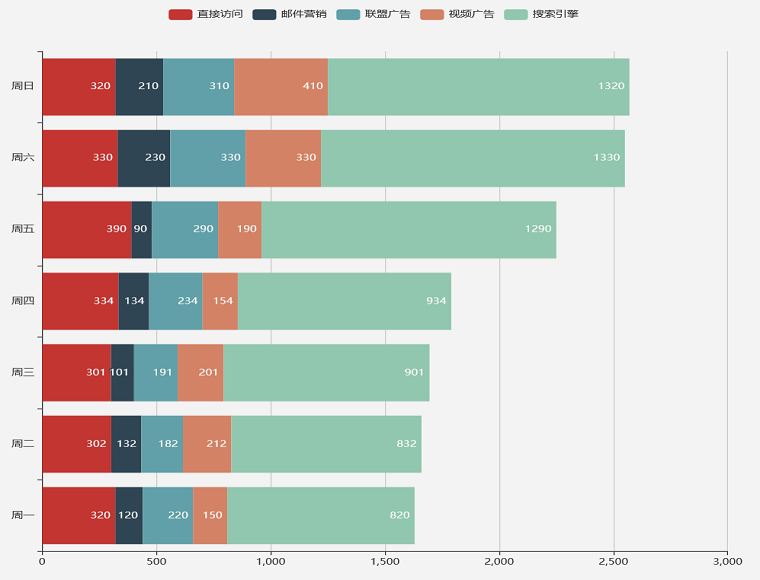 直接访问 邮件营销 联盟广告 视频广告 搜索引擎
周日 320 210 310 410 1320
周六 330 230 330 330 1330
周五 390 90 290 190 1290
周四 334 134 234 154 934
周三 301 101 191 201 901
周二 302 132 182 212 832
周一 320 120 220 150 820
0 500 1,000 1,500 2,000 2,500 3,000